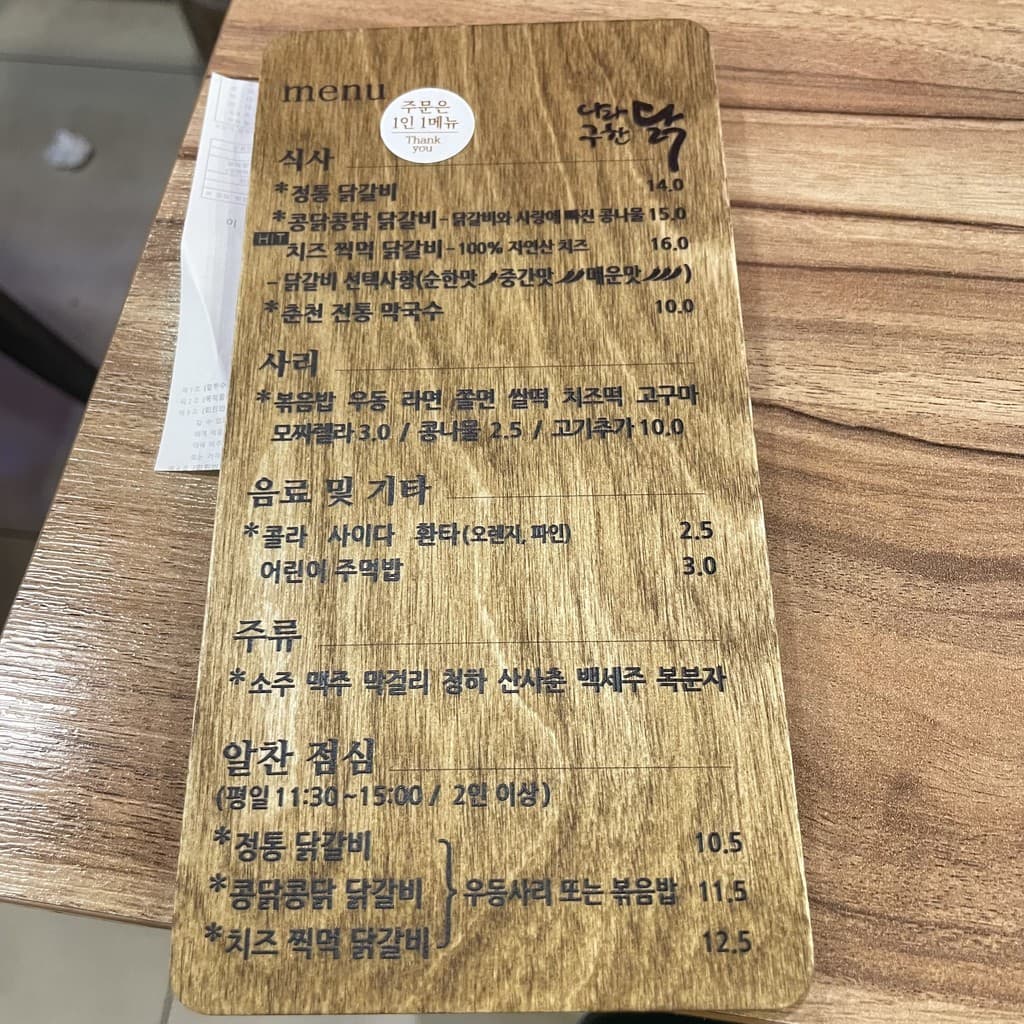 menu
주문은
1인 1메뉴
Thank
you
나라
구한 닭
식사
*정통 닭갈비 14.0
*콩닭콩닭 닭갈비 - 닭갈비와 사랑에 빠진 콩나물 15.0
HIT 치즈 찍먹 닭갈비 - 100% 자연산 치즈 16.0
- 닭갈비 선택사항(순한맛 중간맛 매운맛)
*춘천 전통 막국수 10.0
사리
*볶음밥 우동 라면 쫄면 쌀떡 치즈떡 고구마
모짜렐라 3.0 / 콩나물 2.5 / 고기추가 10.0
음료 및 기타
*콜라 사이다 환타(오렌지, 파인) 2.5
어린이 주먹밥 3.0
주류
*소주 맥주 막걸리 청하 산사춘 백세주 복분자
알찬 점심
(평일 11:30~15:00 / 2인 이상)
*정통 닭갈비 10.5
*콩닭콩닭 닭갈비 } 우동사리 또는 볶음밥 11.5
*치즈 찍먹 닭갈비 12.5